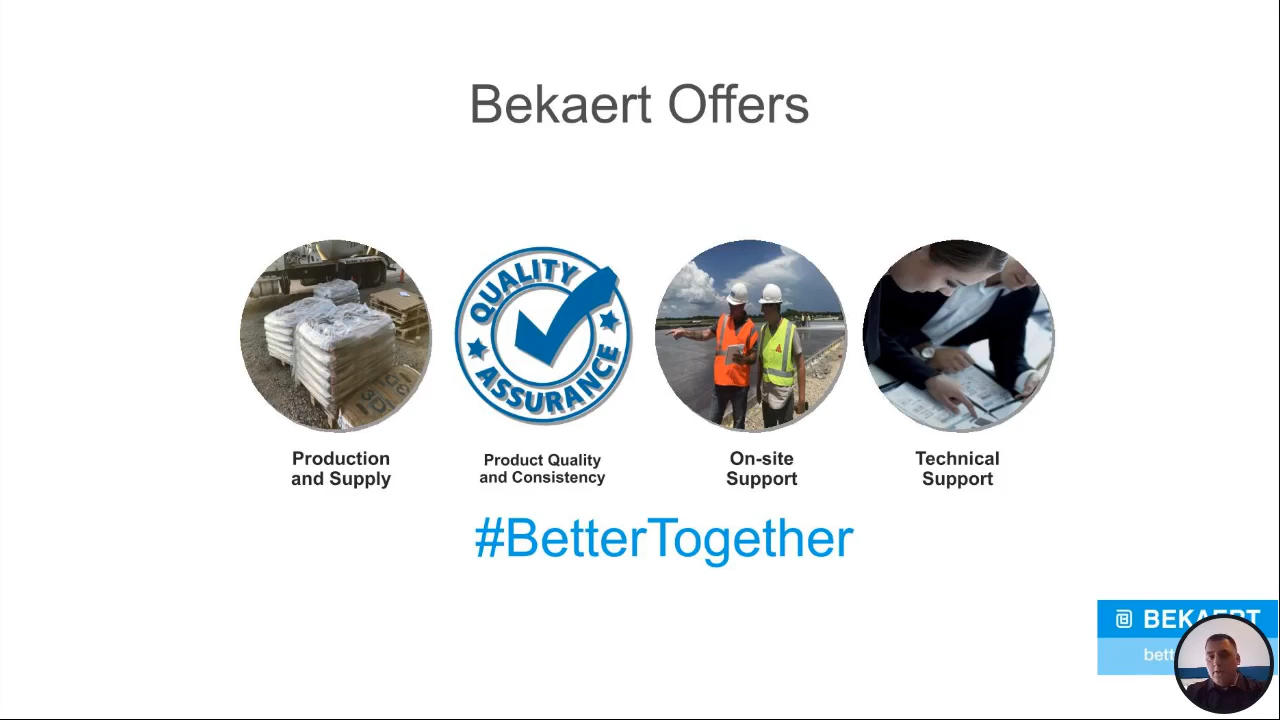 Bekaert Offers
QUALITY
ASSURANCE
Production
and Supply
Product Quality
and Consistency
On-site
Support
Technical
Support
#BetterTogether
BEKAERT